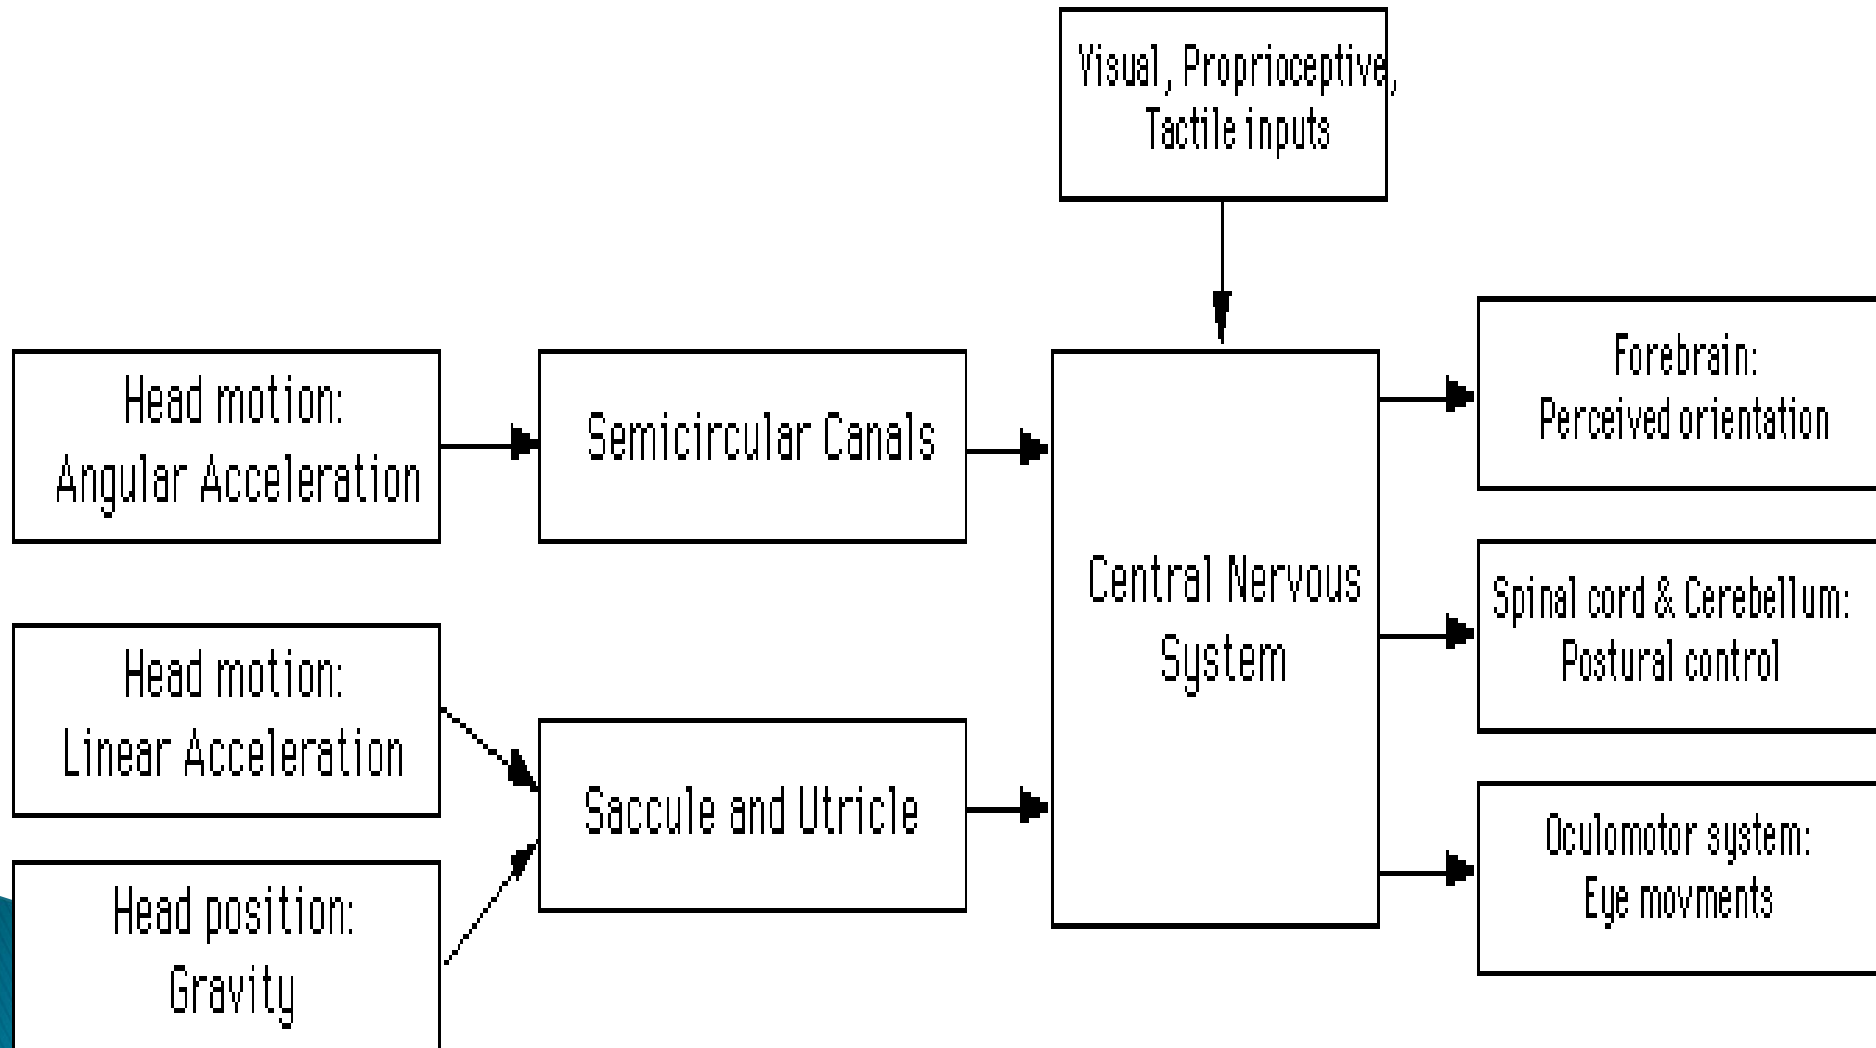 Visual, Proprioceptive,
Tactile inputs
Head motion:
Angular Acceleration
Semicircular Canals
Head motion:
Linear Acceleration
Head position:
Gravity
Saccule and Utricle
Central Nervous
System
Forebrain:
Perceived orientation
Spinal cord & Cerebellum:
Postural control
Oculomotor system:
Eye movments